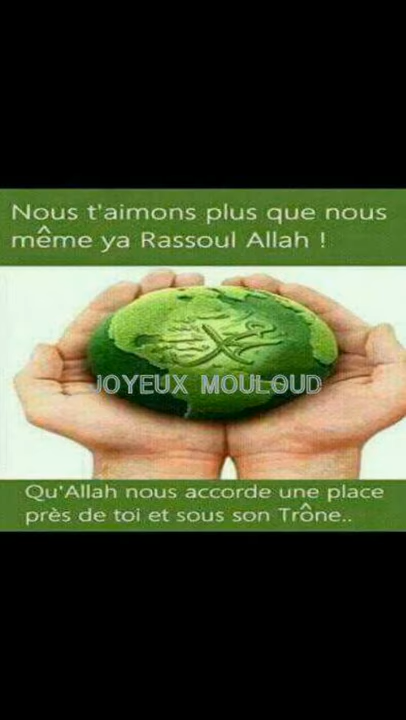 Nous t'aimons plus que nous
même ya Rassoul Allah !
JOYEUX MOULOUD
Qu'Allah nous accorde une place
près de toi et sous son Trône..